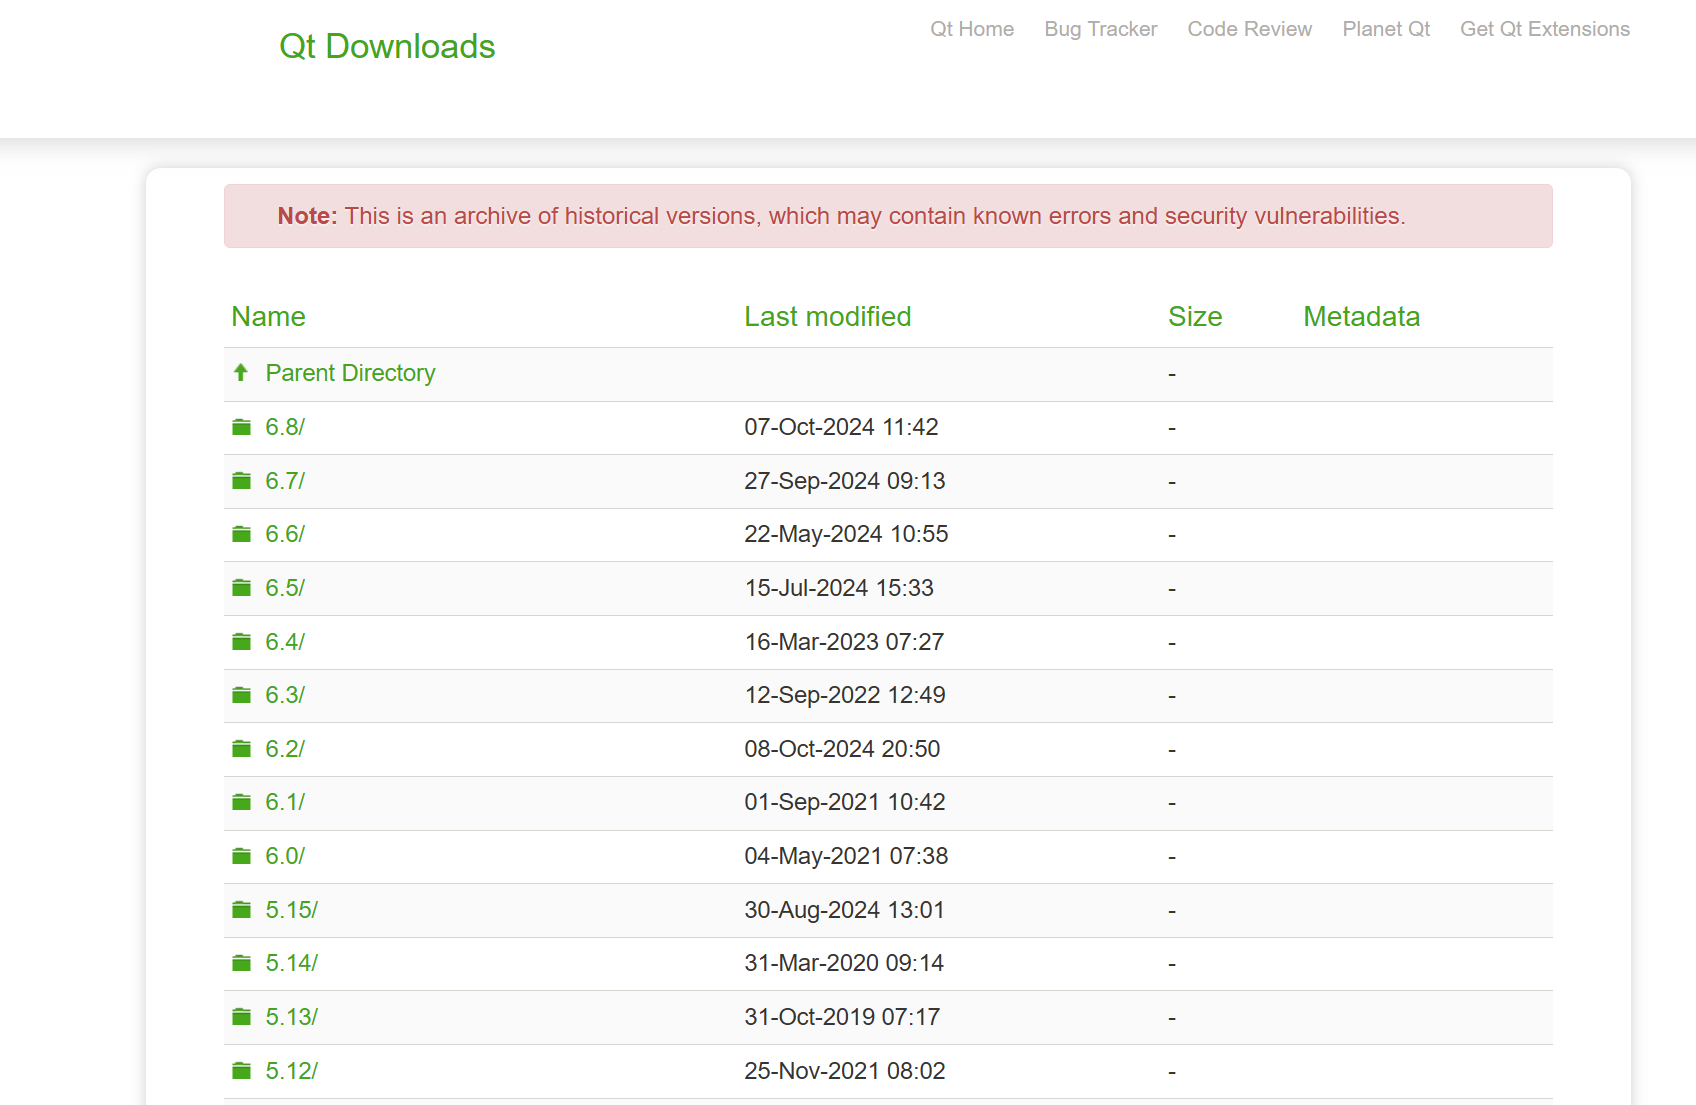 Qt Downloads
Qt Home Bug Tracker Code Review Planet Qt Get Qt Extensions
Note: This is an archive of historical versions, which may contain known errors and security vulnerabilities.
Name Last modified Size Metadata
Parent Directory -
6.8/ 07-Oct-2024 11:42 -
6.7/ 27-Sep-2024 09:13 -
6.6/ 22-May-2024 10:55 -
6.5/ 15-Jul-2024 15:33 -
6.4/ 16-Mar-2023 07:27 -
6.3/ 12-Sep-2022 12:49 -
6.2/ 08-Oct-2024 20:50 -
6.1/ 01-Sep-2021 10:42 -
6.0/ 04-May-2021 07:38 -
5.15/ 30-Aug-2024 13:01 -
5.14/ 31-Mar-2020 09:14 -
5.13/ 31-Oct-2019 07:17 -
5.12/ 25-Nov-2021 08:02 -